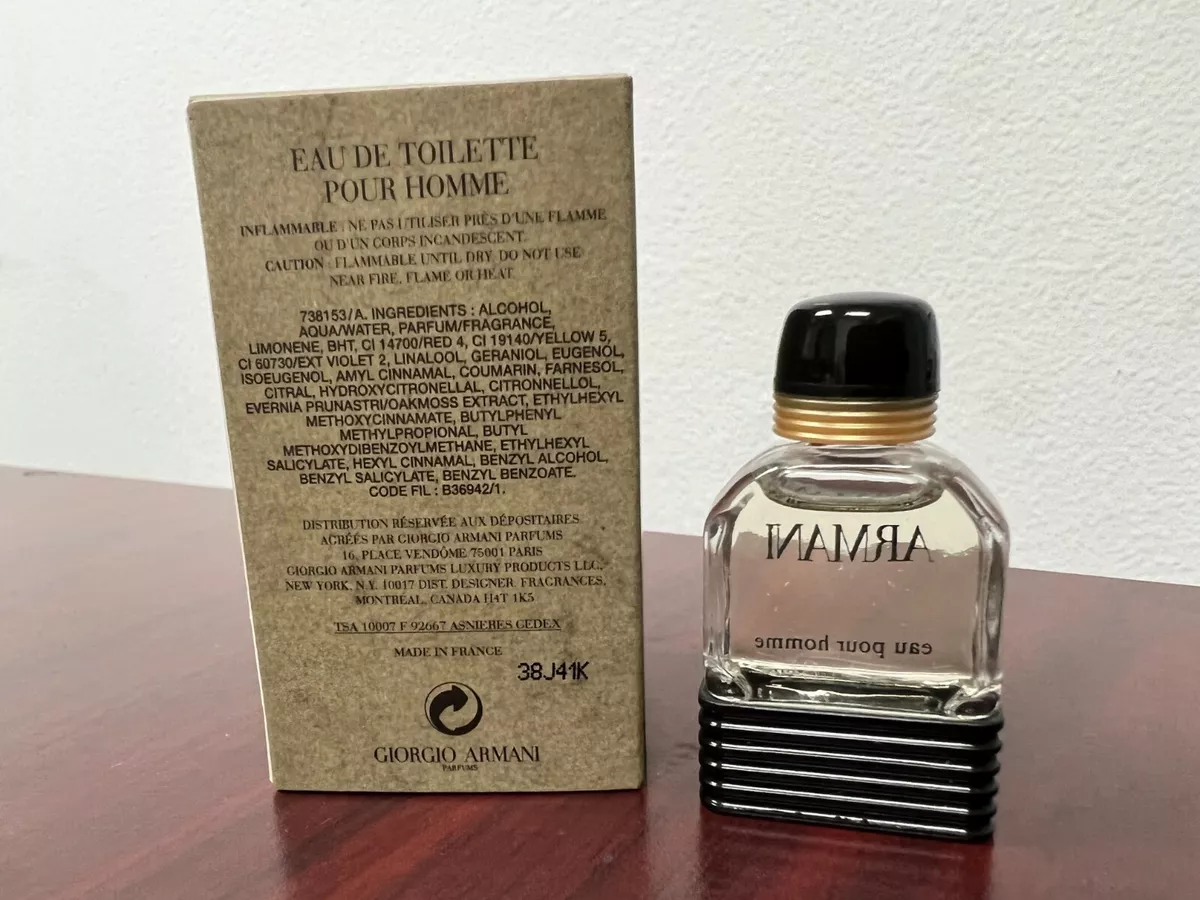 EAU DE TOILETTE
POUR HOMME
INFLAMMABLE : NE PAS UTILISER PRÈS D'UNE FLAMME
OU D'UN CORPS INCANDESCENT.
CAUTION : FLAMMABLE UNTIL DRY. DO NOT USE
NEAR FIRE, FLAME OR HEAT.
738153/A. INGREDIENTS : ALCOHOL,
AQUA/WATER, PARFUM/FRAGRANCE,
LIMONENE, BHT, CI 14700/RED 4, CI 19140/YELLOW 5,
CI 60730/EXT VIOLET 2, LINALOOL, GERANIOL, EUGENOL,
ISOEUGENOL, AMYL CINNAMAL, COUMARIN, FARNESOL,
CITRAL, HYDROXYCITRONELLAL, CITRONNELLOL,
EVERNIA PRUNASTRI/OAKMOSS EXTRACT, ETHYLHEXYL
METHOXYCINNAMATE, BUTYLPHENYL
METHYLPROPIONAL, BUTYL
METHOXYDIBENZOYLMETHANE, ETHYLHEXYL
SALICYLATE, HEXYL CINNAMAL, BENZYL ALCOHOL,
BENZYL SALICYLATE, BENZYL BENZOATE.
CODE FIL : B36942/1.
DISTRIBUTION RÉSERVÉE AUX DÉPOSITAIRES
AGRÉÉS PAR GIORGIO ARMANI PARFUMS
16, PLACE VENDÔME 75001 PARIS
GIORGIO ARMANI PARFUMS LUXURY PRODUCTS LLC,
NEW YORK, N.Y. 10017 DIST. DESIGNER FRAGRANCES,
MONTRÉAL, CANADA H4T 1K5
TSA 10007 F 92667 ASNIERES CEDEX
MADE IN FRANCE
38J41K
GIORGIO ARMANI
PARFUMS
ARMANI
eau pour homme